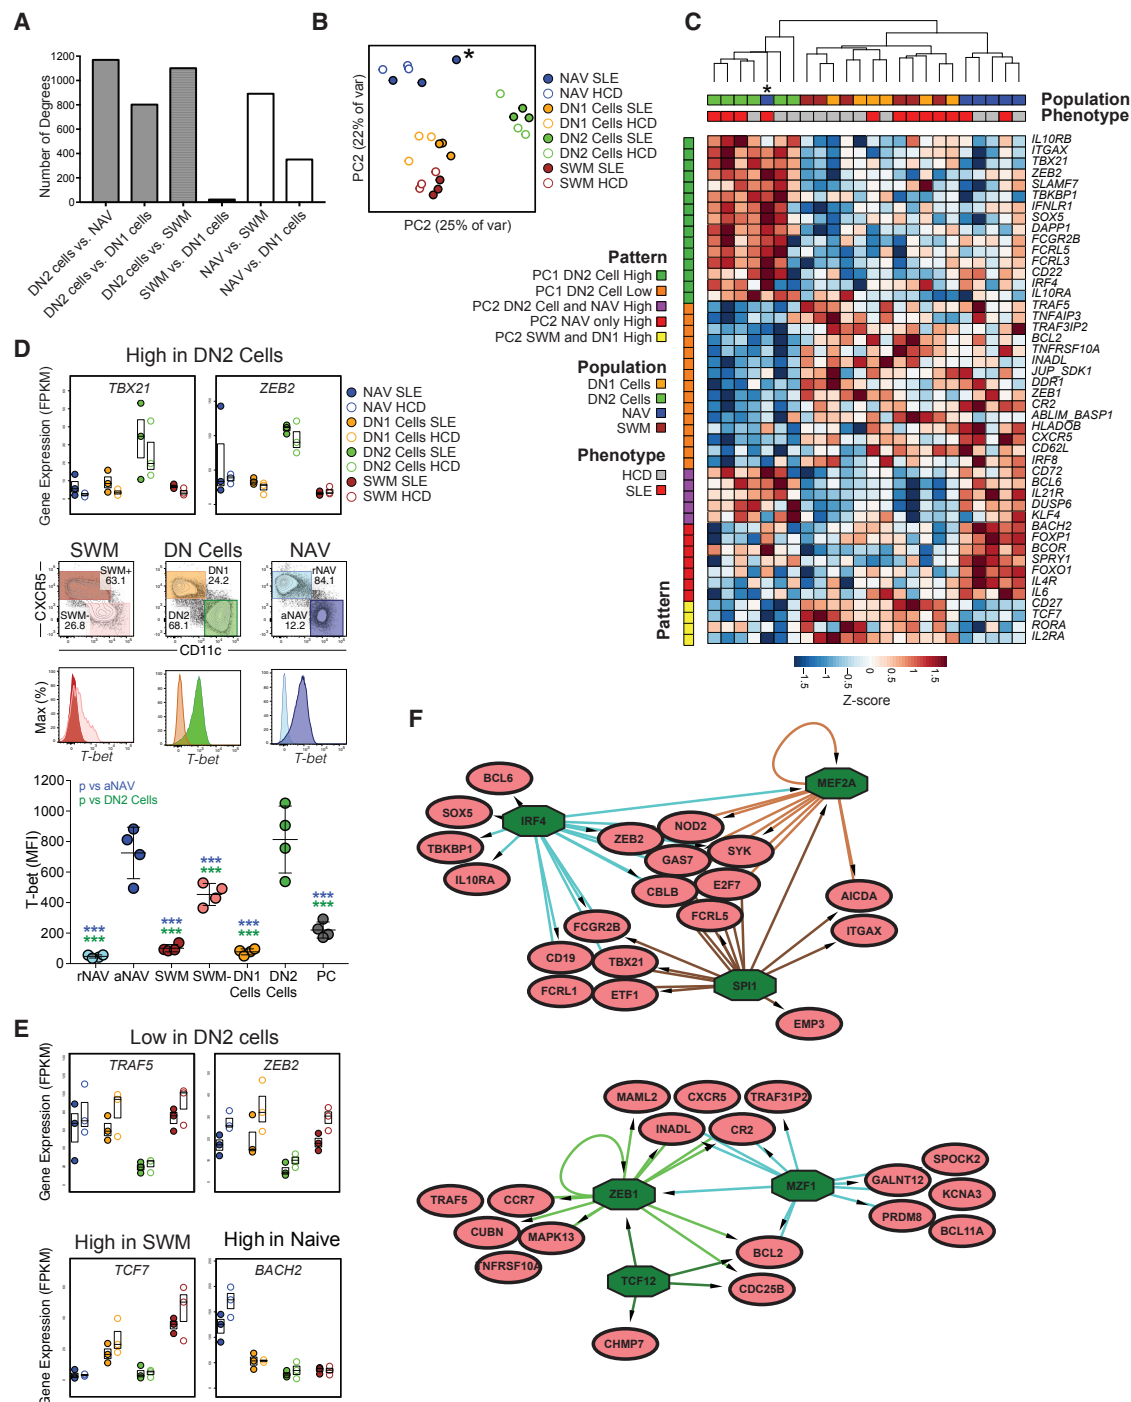 A
Number of Degrees
1200
1000
800
600
400
200
0
DN2 cells vs. NAV
DN2 cells vs. DN1 cells
DN2 cells vs. SWM
SWM vs. DN1 cells
NAV vs. SWM
NAV vs. DN1 cells
B
*
PC2 (22% of var)
PC2 (25% of var)
NAV SLE
NAV HCD
DN1 Cells SLE
DN1 Cells HCD
DN2 Cells SLE
DN2 Cells HCD
SWM SLE
SWM HCD
C
*
Population
Phenotype
IL10RB
ITGAX
TBX21
ZEB2
SLAMF7
TBKBP1
IFNLR1
SOX5
DAPP1
FCGR2B
FCRL5
FCRL3
CD22
IRF4
IL10RA
TRAF5
TNFAIP3
TRAF3IP2
BCL2
TNFRSF10A
INADL
JUP_SDK1
DDR1
ZEB1
CR2
ABLIM_BASP1
HLADOB
CXCR5
CD62L
IRF8
CD72
BCL6
IL21R
DUSP6
KLF4
BACH2
FOXP1
BCOR
SPRY1
FOXO1
IL4R
IL6
CD27
TCF7
RORA
IL2RA
Pattern
PC1 DN2 Cell High
PC1 DN2 Cell Low
PC2 DN2 Cell and NAV High
PC2 NAV only High
PC2 SWM and DN1 High
Population
DN1 Cells
DN2 Cells
NAV
SWM
Phenotype
HCD
SLE
Pattern
-1.5
-1
-0.5
0
0.5
1
1.5
Z-score
D
High in DN2 Cells
Gene Expression (FPKM)
TBX21
ZEB2
NAV SLE
NAV HCD
DN1 Cells SLE
DN1 Cells HCD
DN2 Cells SLE
DN2 Cells HCD
SWM SLE
SWM HCD
SWM
DN Cells
NAV
CXCR5
SWM+
63.1
SWM-
26.8
DN1
24.2
DN2
68.1
rNAV
84.1
aNAV
12.2
CD11c
Max (%)
T-bet
T-bet
T-bet
T-bet (MFI)
1200
1000
800
600
400
200
0
p vs aNAV
p vs DN2 Cells
***
***
***
***
***
***
***
***
***
***
rNAV
aNAV
SWM
SWM-
DN1 Cells
DN2 Cells
PC
E
Low in DN2 cells
Gene Expression (FPKM)
TRAF5
ZEB2
High in SWM
High in Naive
Gene Expression (FPKM)
TCF7
BACH2
F
BCL6
SOX5
TBKBP1
IL10RA
IRF4
MEF2A
ZEB2
NOD2
GAS7
SYK
CBLB
E2F7
FCRL5
FCGR2B
AICDA
ITGAX
CD19
TBX21
FCRL1
ETF1
SPI1
EMP3
MAML2
CXCR5
TRAF31P2
INADL
CR2
TRAF5
CCR7
ZEB1
MZF1
CUBN
MAPK13
TNFRSF10A
GALNT12
SPOCK2
KCNA3
PRDM8
BCL11A
BCL2
TCF12
CDC25B
CHMP7